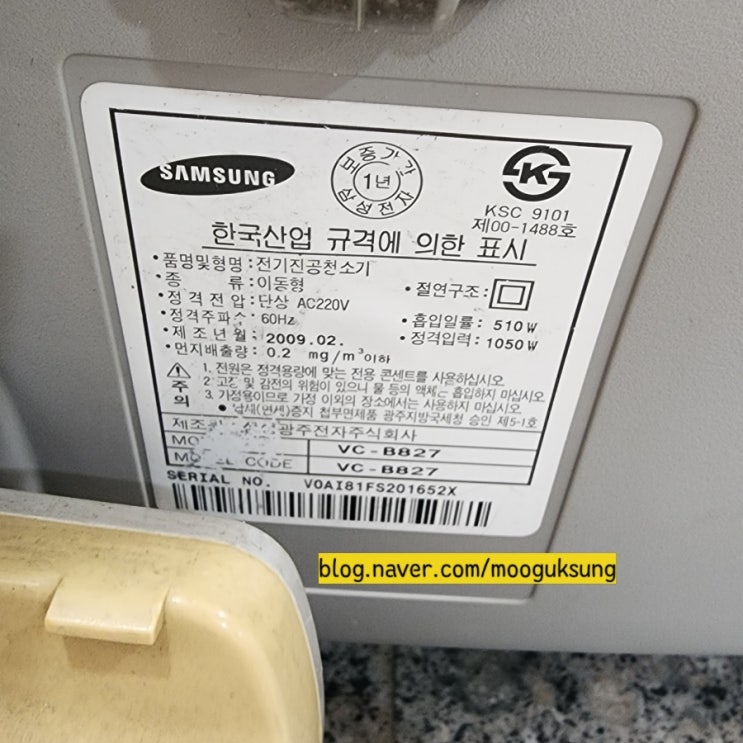 SAMSUNG
품질보증기간
1년
삼성전자
KSC 9101
제00-1488호
한국산업 규격에 의한 표시
•품명및형명 : 전기진공청소기
•종 류 : 이동형
•절연구조 :
•정격전압 : 단상 AC220V
•흡입일률 : 510W
•정격주파수 : 60Hz
•정격입력 : 1050W
•제조년월 : 2009.02.
•먼지배출량 : 0.2 mg/m³이하
주의
1. 전원은 정격용량에 맞는 전용 콘센트를 사용하십시오.
2. 고장 및 감전의 위험이 있으니 물 등의 액체는 흡입하지 마십시오.
3. 가정용이므로 가정 이외의 장소에서는 사용하지 마십시오.
● 납세(면세)증지 첩부면제품 광주지방국세청 승인 제5-1호
제조 광주전자주식회사
VC-B827
MODEL CODE VC-B827
SERIAL NO. V0AI81FS201652X
blog.naver.com/mooguksung